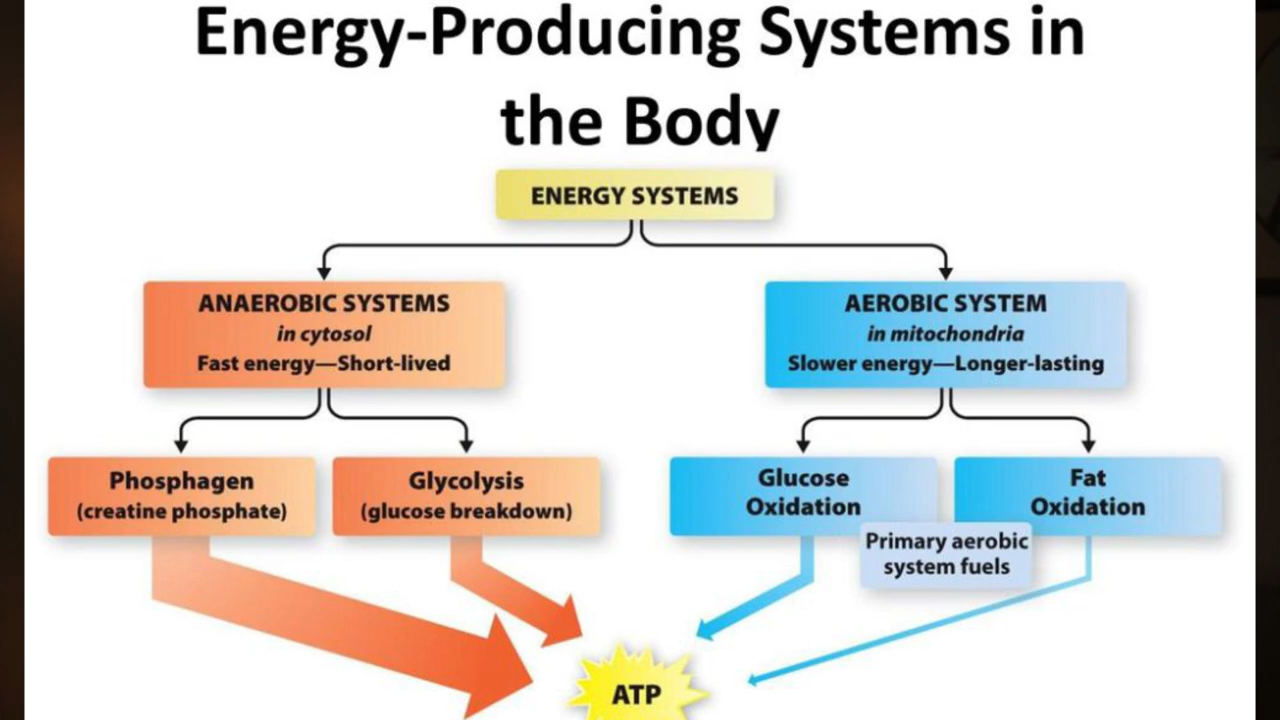 Energy-Producing Systems in
the Body
ENERGY SYSTEMS
ANAEROBIC SYSTEMS
in cytosol
Fast energy—Short-lived
AEROBIC SYSTEM
in mitochondria
Slower energy—Longer-lasting
Phosphagen
(creatine phosphate)
Glycolysis
(glucose breakdown)
Glucose
Oxidation
Fat
Oxidation
Primary aerobic
system fuels
ATP